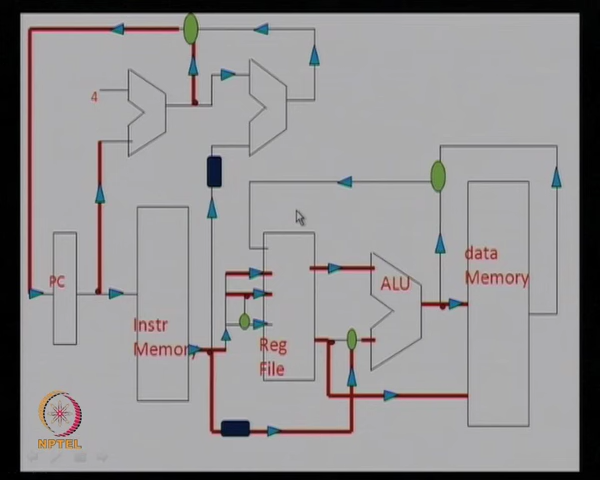 4
PC
Instr
Memory
Reg
File
ALU
data
Memory
NPTEL